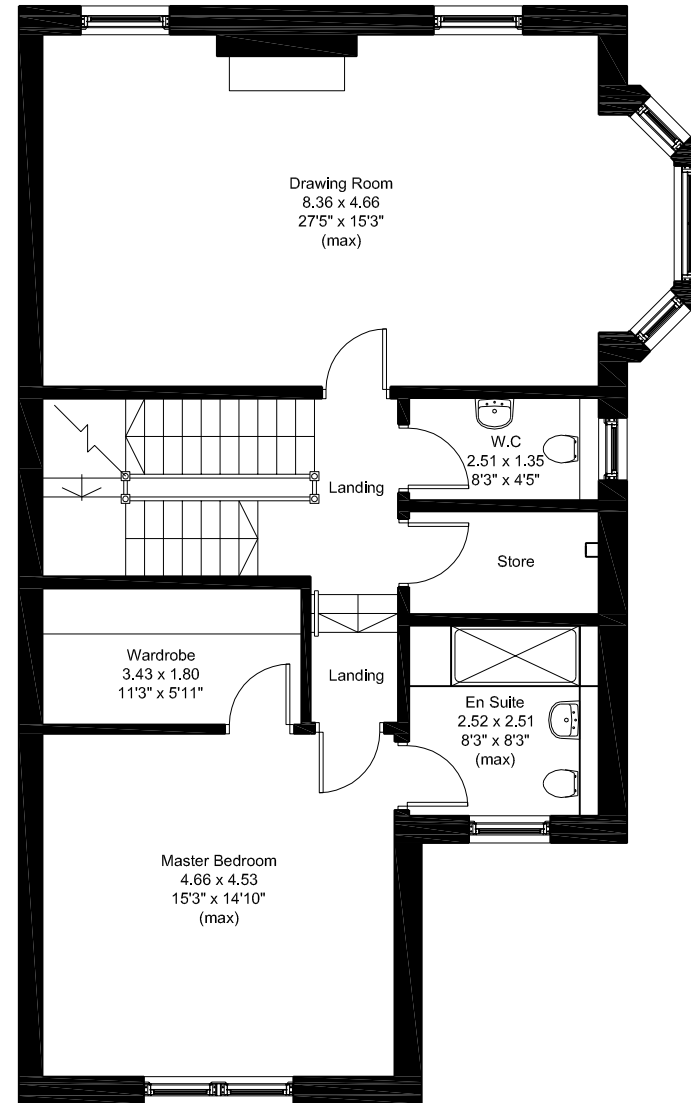 Drawing Room
8.36 x 4.66
27'5" x 15'3"
(max)
W.C
2.51 x 1.35
8'3" x 4'5"
Landing
Store
Wardrobe
3.43 x 1.80
11'3" x 5'11"
Landing
En Suite
2.52 x 2.51
8'3" x 8'3"
(max)
Master Bedroom
4.66 x 4.53
15'3" x 14'10"
(max)